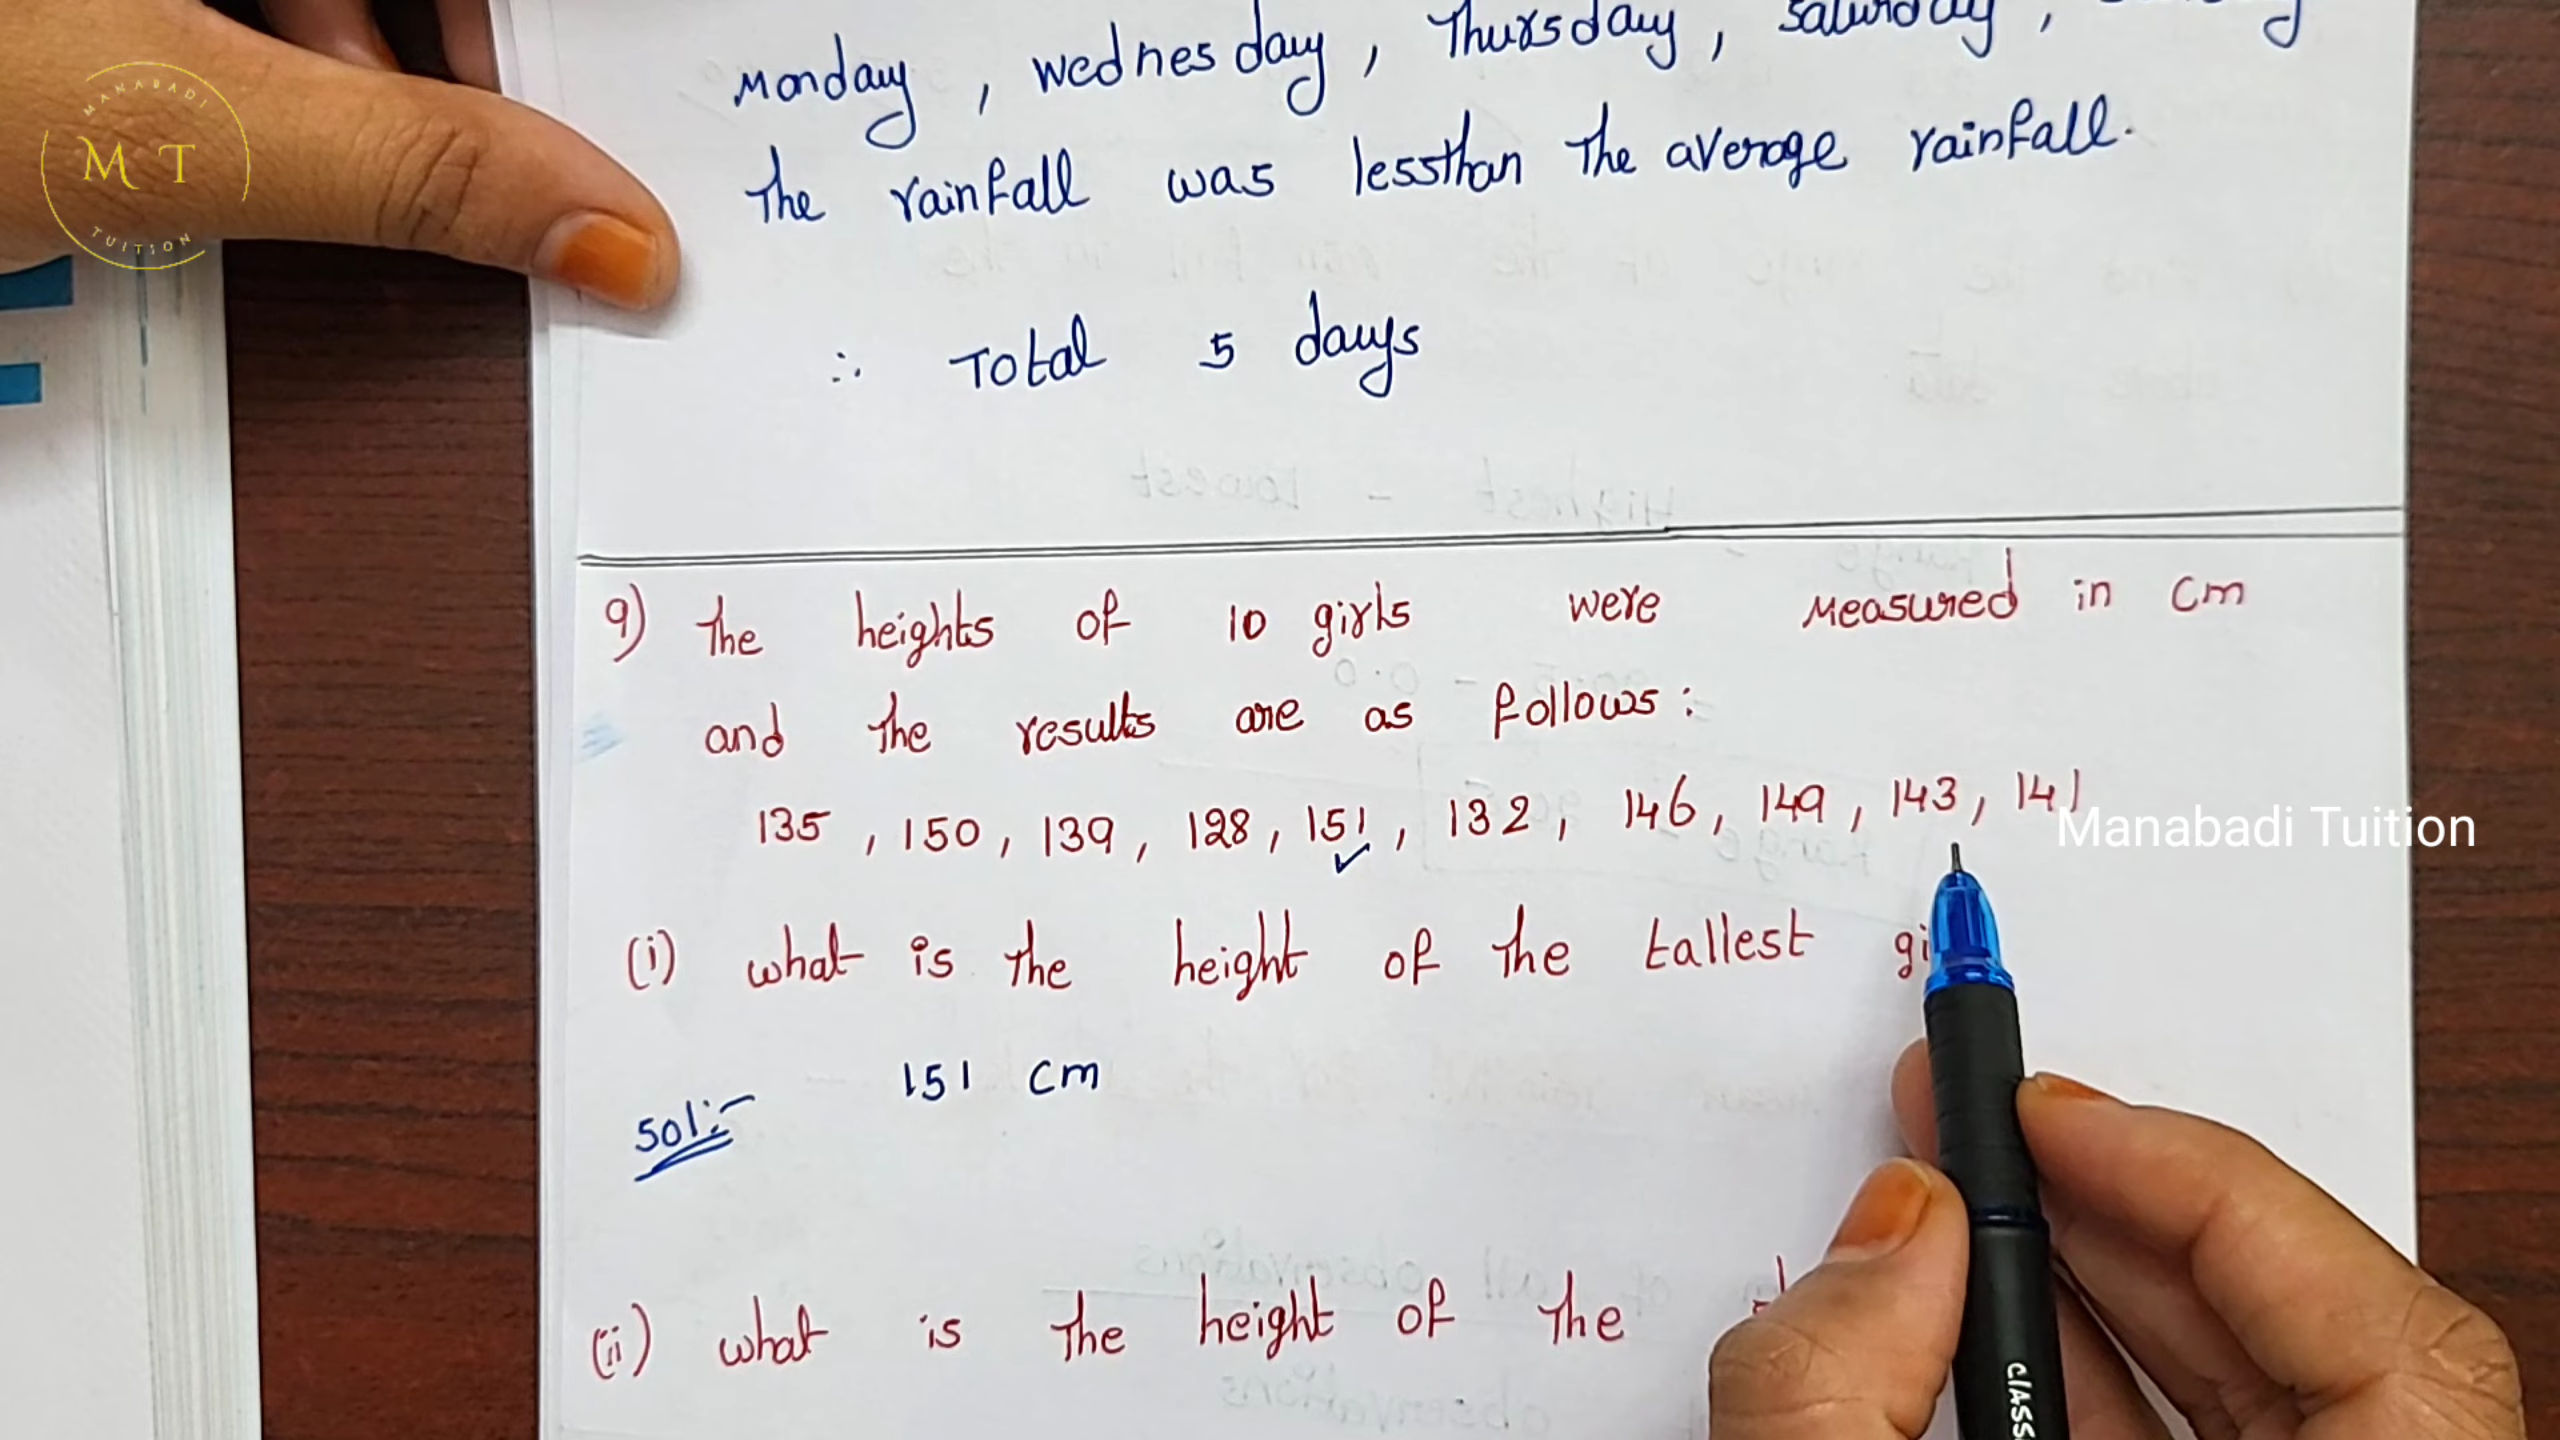 MANABADI
M T
TUITION
Monday , wednesday , Thursday , saturday ,
The rainfall was lessthan the average rainfall.
∴ Total 5 days
9) The heights of 10 girls were measured in cm
and the results are as follows :
135 , 150 , 139 , 128 , 151 , 132 , 146 , 149 , 143 , 141
Manabadi Tuition
(i) what is the height of the tallest
sol:- 151 cm
(ii) what is the height of the